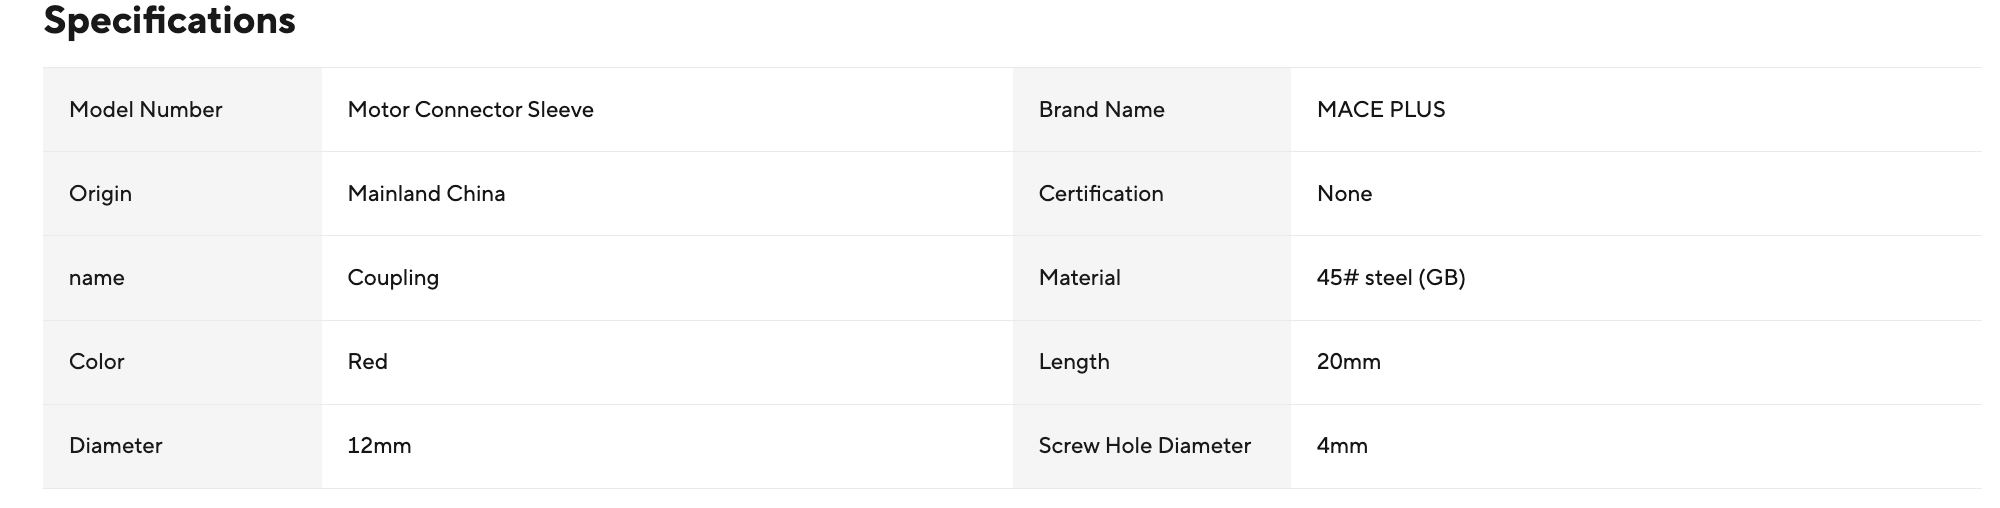 Specifications
Model Number Motor Connector Sleeve Brand Name MACE PLUS
Origin Mainland China Certification None
name Coupling Material 45# steel (GB)
Color Red Length 20mm
Diameter 12mm Screw Hole Diameter 4mm